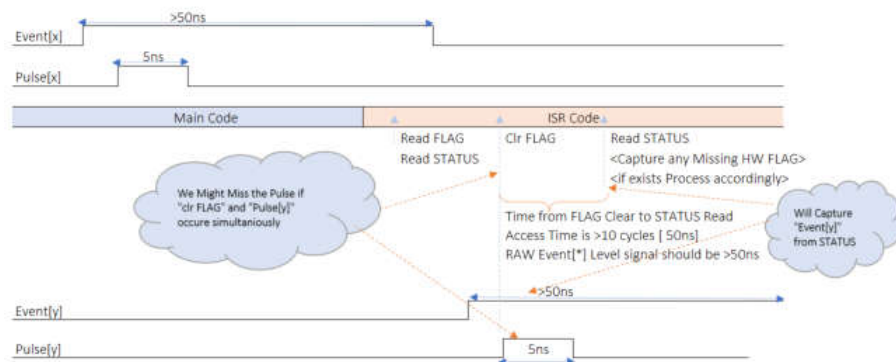 >50ns
Event[x]
5ns
Pulse[x]
Main Code
ISR Code
Read FLAG
Read STATUS
Clr FLAG
Read STATUS
<Capture any Missing HW FLAG>
<if exists Process accordingly>
We Might Miss the Pulse if
"clr FLAG" and "Pulse[y]"
occure simultaniously
Time from FLAG Clear to STATUS Read
Access Time is >10 cycles [ 50ns]
RAW Event[*] Level signal should be >50ns
Will Capture
"Event[y]"
from STATUS
>50ns
Event[y]
5ns
Pulse[y]